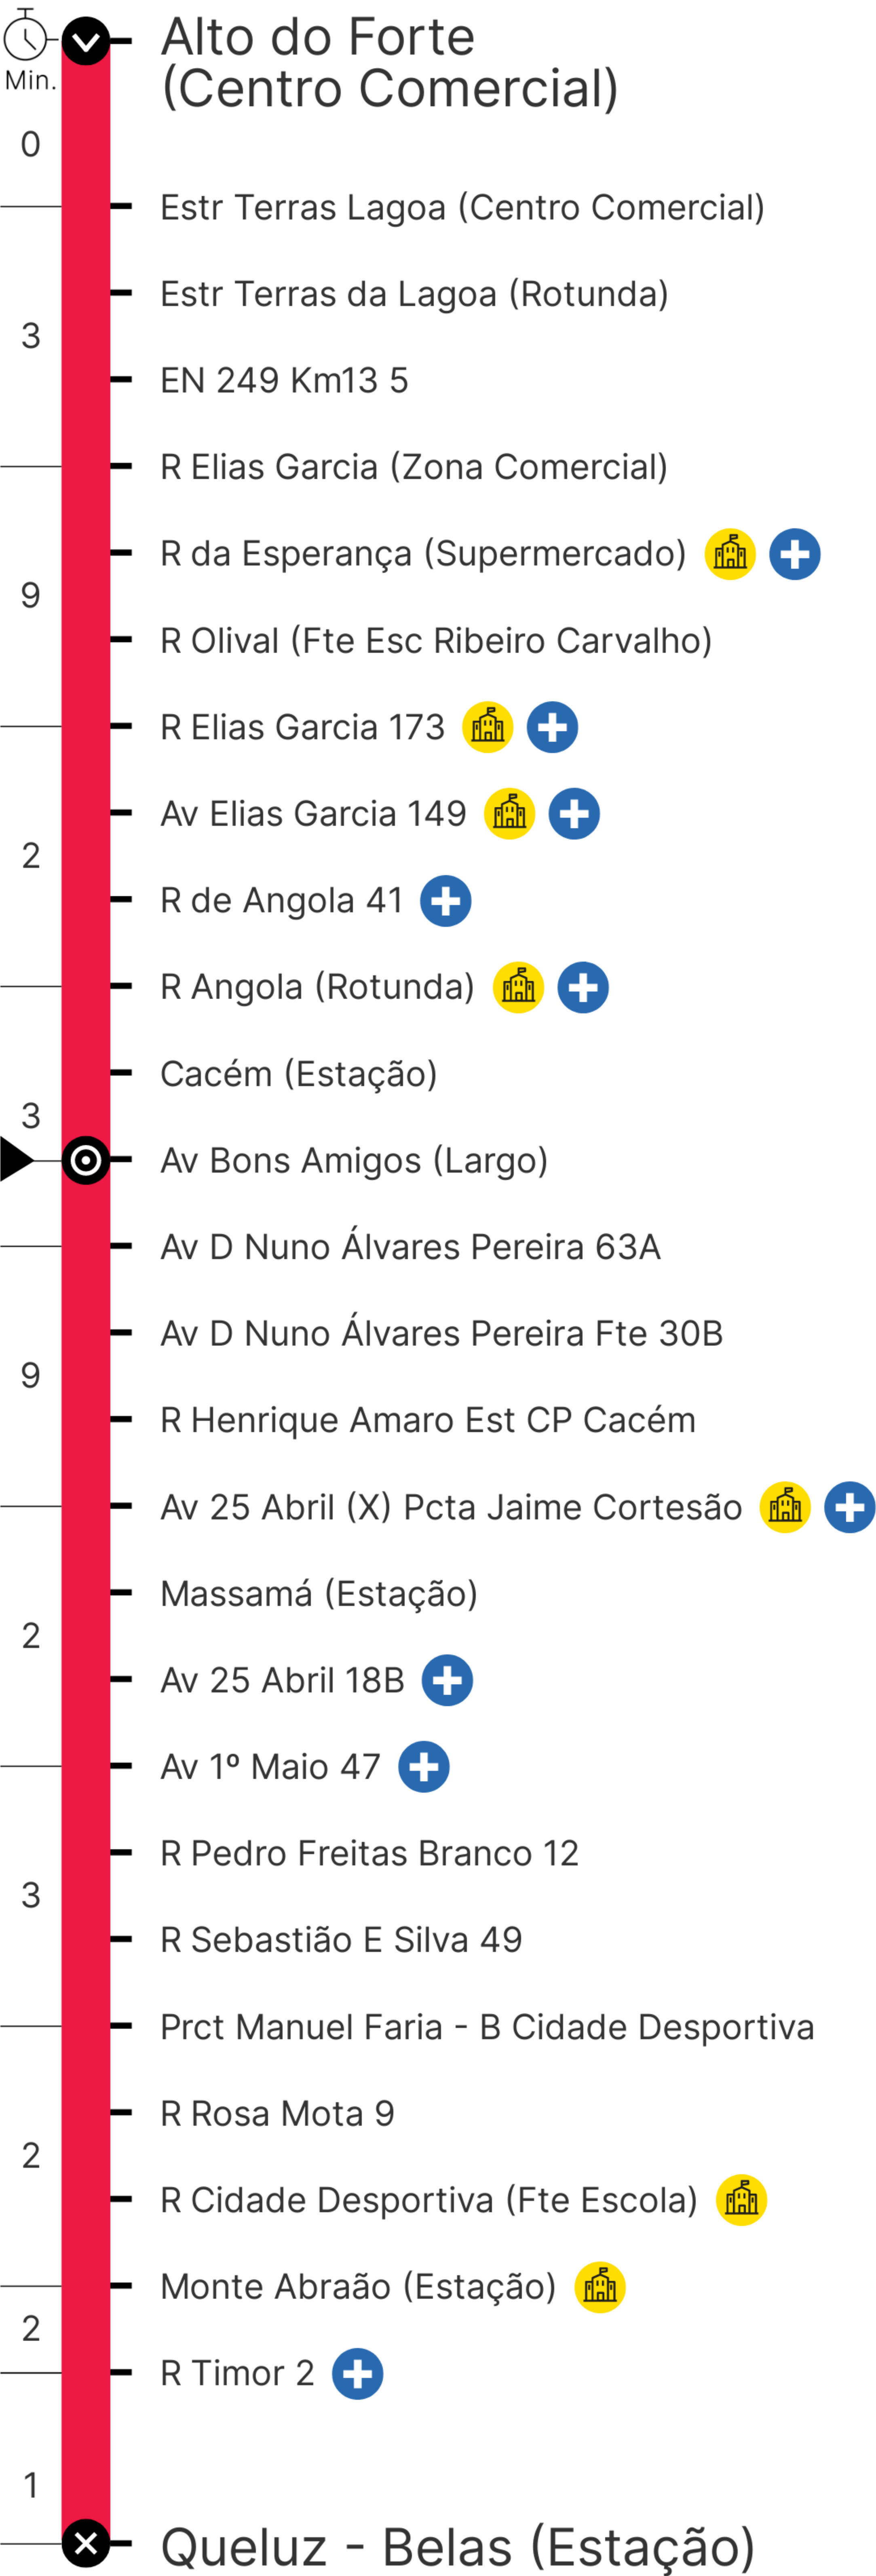 Alto do Forte
(Centro Comercial)
Min.
0
Estr Terras Lagoa (Centro Comercial)
Estr Terras da Lagoa (Rotunda)
3
EN 249 Km13 5
R Elias Garcia (Zona Comercial)
R da Esperança (Supermercado)
9
R Olival (Fte Esc Ribeiro Carvalho)
R Elias Garcia 173
Av Elias Garcia 149
2
R de Angola 41
R Angola (Rotunda)
Cacém (Estação)
3
Av Bons Amigos (Largo)
Av D Nuno Álvares Pereira 63A
Av D Nuno Álvares Pereira Fte 30B
9
R Henrique Amaro Est CP Cacém
Av 25 Abril (X) Pcta Jaime Cortesão
Massamá (Estação)
2
Av 25 Abril 18B
Av 1º Maio 47
R Pedro Freitas Branco 12
3
R Sebastião E Silva 49
Prct Manuel Faria - B Cidade Desportiva
R Rosa Mota 9
2
R Cidade Desportiva (Fte Escola)
Monte Abraão (Estação)
2
R Timor 2
1
Queluz - Belas (Estação)